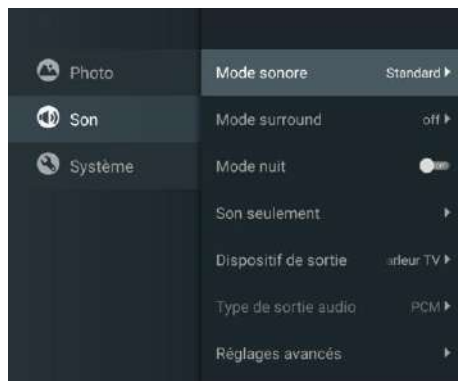 Photo
Son
Système
Mode sonore Standard
Mode surround off
Mode nuit
Son seulement
Dispositif de sortie arleur TV
Type de sortie audio PCM
Réglages avancés